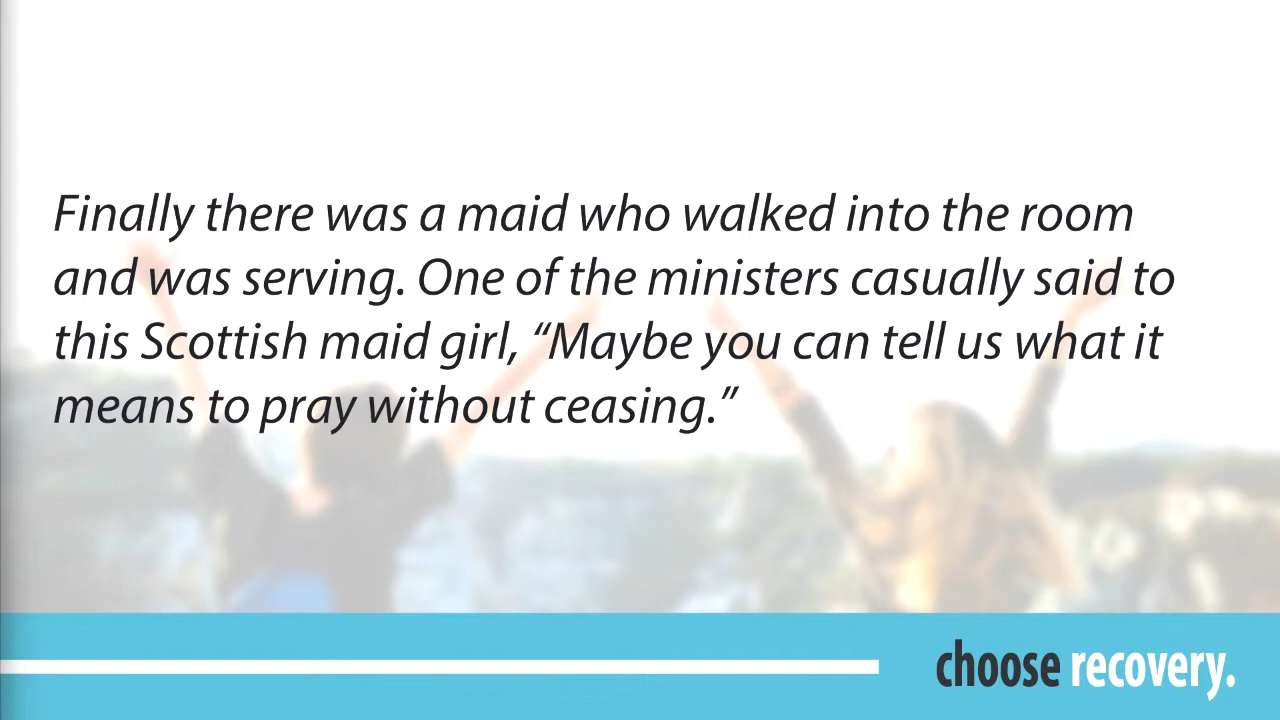 Finally there was a maid who walked into the room
and was serving. One of the ministers casually said to
this Scottish maid girl, “Maybe you can tell us what it
means to pray without ceasing.”
choose recovery.